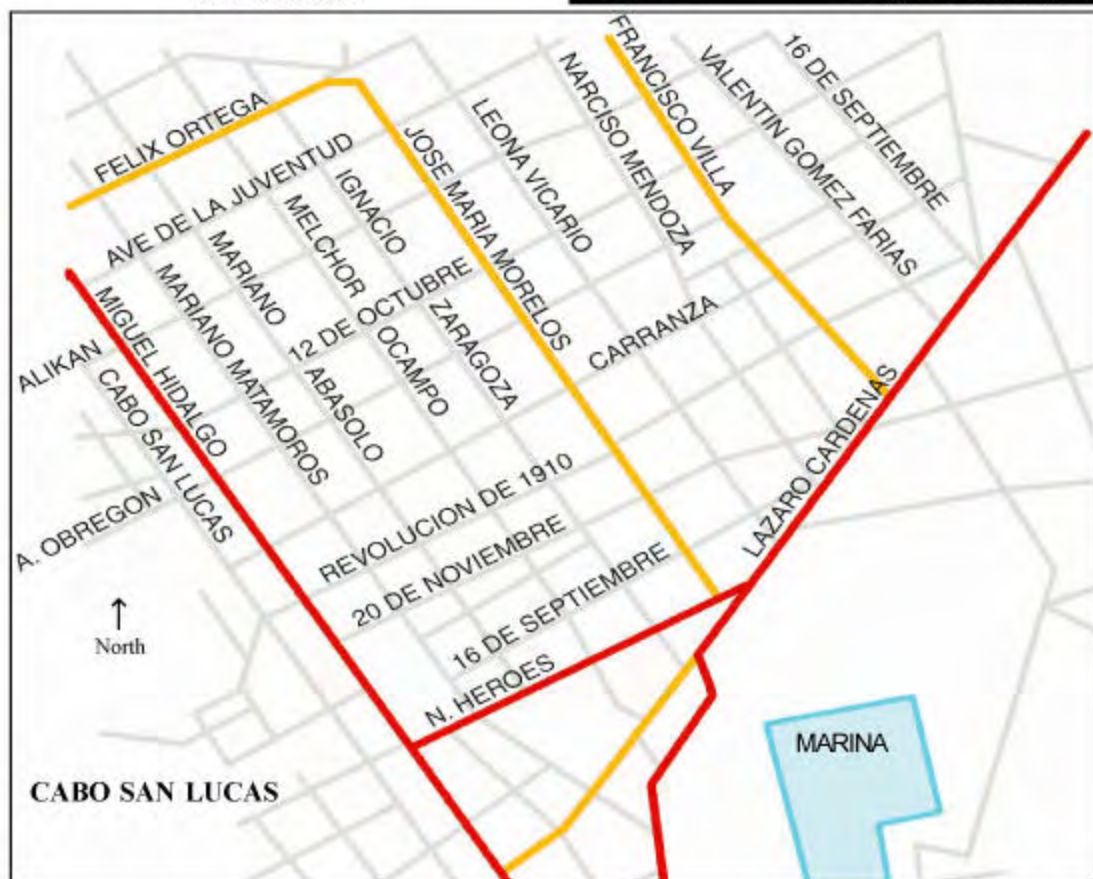 FELIX ORTEGA
AVE DE LA JUVENTUD
IGNACIO
ZARAGOZA
MELCHOR
OCAMPO
MARIANO
ABASOLO
MARIANO MATAMOROS
MIGUEL HIDALGO
CABO SAN LUCAS
ALIKAN
A. OBREGON
12 DE OCTUBRE
JOSE MARIA MORELOS
LEONA VICARIO
NARCISO MENDOZA
FRANCISCO VILLA
VALENTIN GOMEZ FARIAS
16 DE SEPTIEMBRE
CARRANZA
REVOLUCION DE 1910
20 DE NOVIEMBRE
16 DE SEPTIEMBRE
N. HEROES
LAZARO CARDENAS
↑
North
MARINA
CABO SAN LUCAS